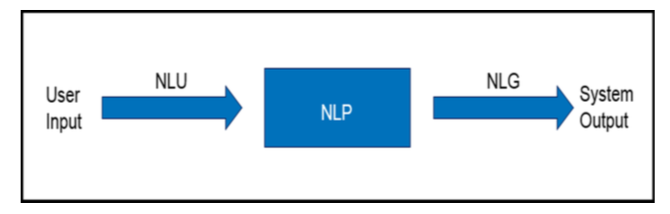 User
Input
NLU
NLP
NLG
System
Output